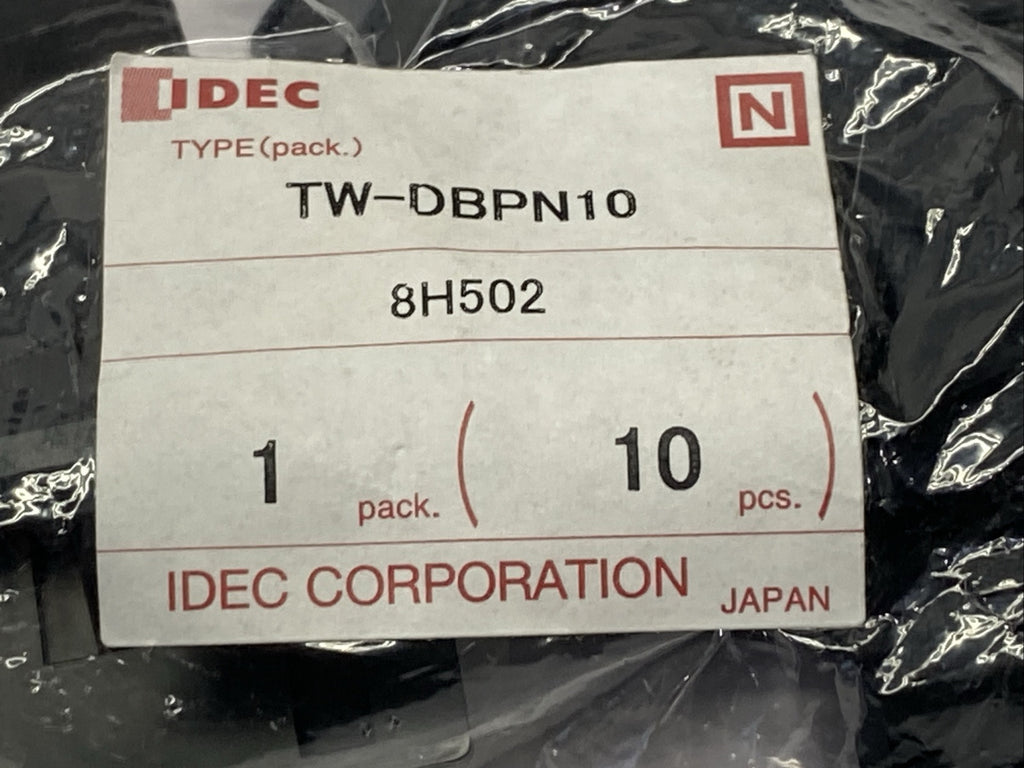 IDEC
N
TYPE(pack.)
TW-DBPN10
8H502
1 pack. ( 10 pcs. )
IDEC CORPORATION JAPAN